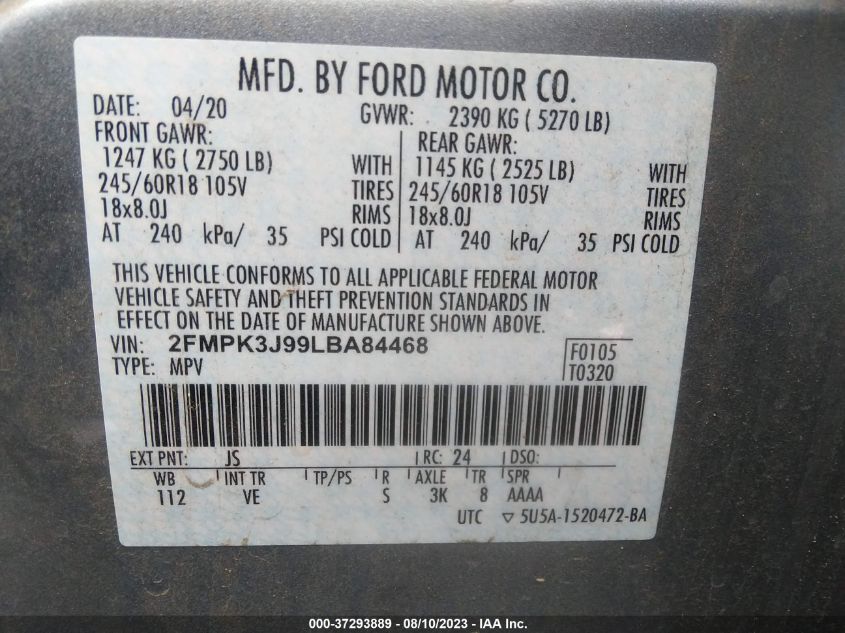 MFD. BY FORD MOTOR CO.
DATE: 04/20 GVWR: 2390 KG ( 5270 LB)
FRONT GAWR: REAR GAWR:
1247 KG ( 2750 LB) WITH 1145 KG ( 2525 LB) WITH
245/60R18 105V TIRES 245/60R18 105V TIRES
18x8.0J RIMS 18x8.0J RIMS
AT 240 kPa/ 35 PSI COLD AT 240 kPa/ 35 PSI COLD
THIS VEHICLE CONFORMS TO ALL APPLICABLE FEDERAL MOTOR
VEHICLE SAFETY AND THEFT PREVENTION STANDARDS IN
EFFECT ON THE DATE OF MANUFACTURE SHOWN ABOVE.
VIN: 2FMPK3J99LBA84468 F0105
TYPE: MPV T0320
EXT PNT: JS RC: 24 DSO:
WB INT TR TP/PS R AXLE TR SPR
112 VE S 3K 8 AAAA
UTC ▽ 5U5A-1520472-BA
000-37293889 - 08/10/2023 - IAA Inc.